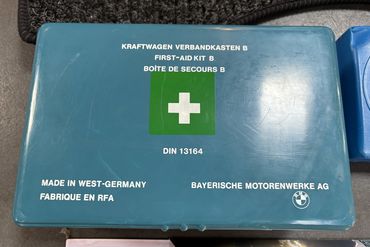 KRAFTWAGEN VERBANDKASTEN B
FIRST-AID KIT B
BOÎTE DE SECOURS B
DIN 13164
MADE IN WEST-GERMANY
FABRIQUE EN RFA
BAYERISCHE MOTORENWERKE AG